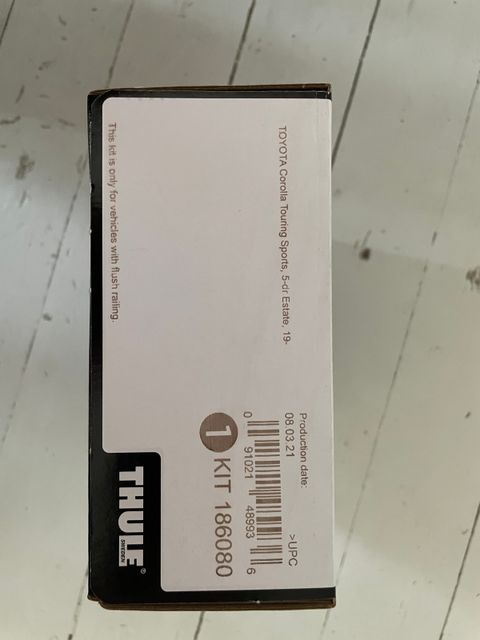 TOYOTA Corolla Touring Sports, 5-dr Estate, 19-
Production date:
08.03.21
>UPC
0 91021 48993 6
1 KIT 186080
This kit is only for vehicles with flush railing.
THULE®
SWEDEN